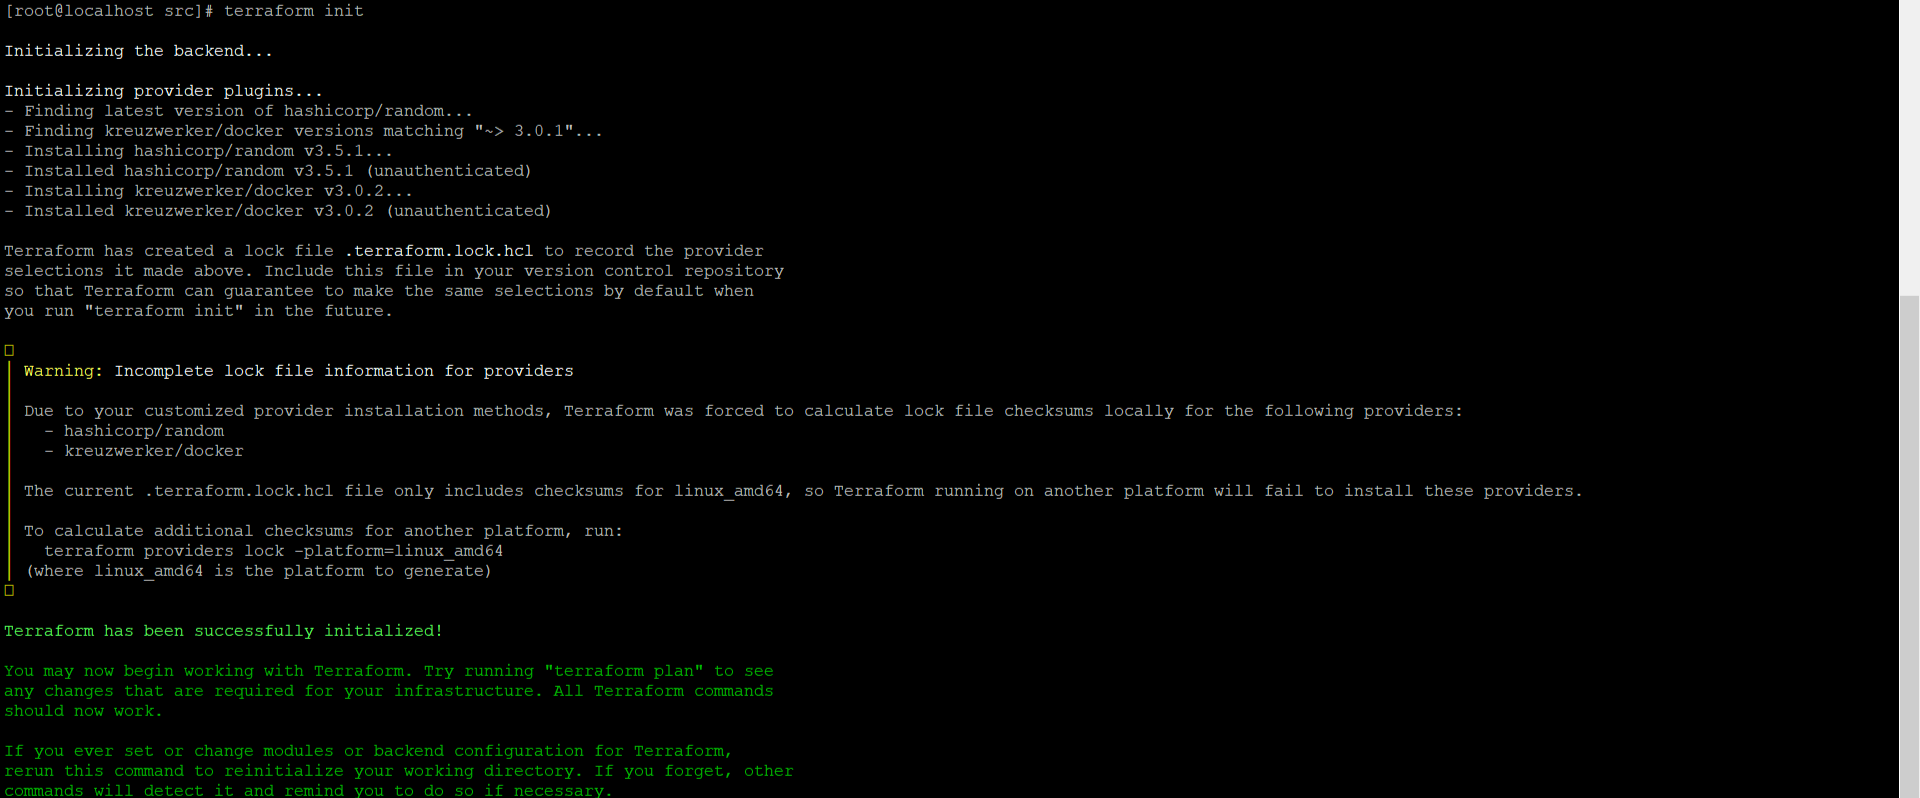 [root@localhost src]# terraform init
Initializing the backend...
Initializing provider plugins...
- Finding latest version of hashicorp/random...
- Finding kreuzwerker/docker versions matching "~> 3.0.1"...
- Installing hashicorp/random v3.5.1...
- Installed hashicorp/random v3.5.1 (unauthenticated)
- Installing kreuzwerker/docker v3.0.2...
- Installed kreuzwerker/docker v3.0.2 (unauthenticated)
Terraform has created a lock file .terraform.lock.hcl to record the provider
selections it made above. Include this file in your version control repository
so that Terraform can guarantee to make the same selections by default when
you run "terraform init" in the future.
Warning: Incomplete lock file information for providers
Due to your customized provider installation methods, Terraform was forced to calculate lock file checksums locally for the following providers:
- hashicorp/random
- kreuzwerker/docker
The current .terraform.lock.hcl file only includes checksums for linux_amd64, so Terraform running on another platform will fail to install these providers.
To calculate additional checksums for another platform, run:
terraform providers lock -platform=linux_amd64
(where linux_amd64 is the platform to generate)
Terraform has been successfully initialized!
You may now begin working with Terraform. Try running "terraform plan" to see
any changes that are required for your infrastructure. All Terraform commands
should now work.
If you ever set or change modules or backend configuration for Terraform,
rerun this command to reinitialize your working directory. If you forget, other
commands will detect it and remind you to do so if necessary.